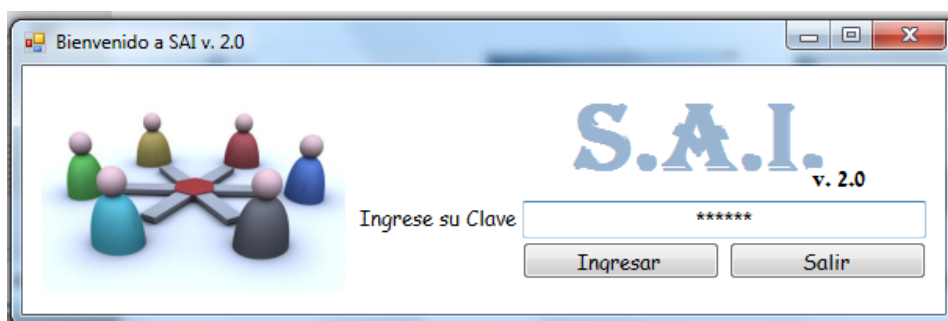 Bienvenido a SAI v. 2.0
S.A.I.
v. 2.0
Ingrese su Clave ******
Ingresar Salir